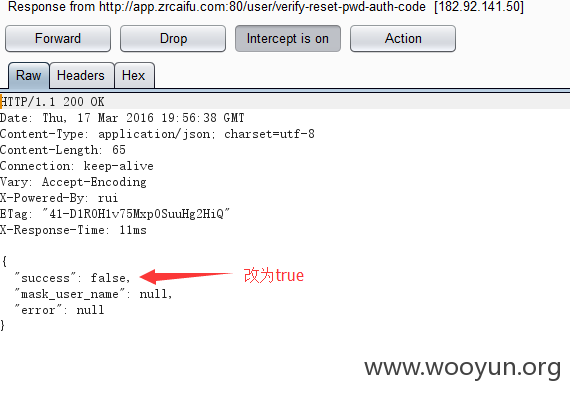 Response from http://app.zrcaifu.com:80/user/verify-reset-pwd-auth-code [182.92.141.50]
Forward Drop Intercept is on Action
Raw Headers Hex
HTTP/1.1 200 OK
Date: Thu, 17 Mar 2016 19:56:38 GMT
Content-Type: application/json; charset=utf-8
Content-Length: 65
Connection: keep-alive
Vary: Accept-Encoding
X-Powered-By: rui
ETag: "41-D1R0H1v75Mxp0SuuHg2HiQ"
X-Response-Time: 11ms
{
"success": false, 改为true
"mask_user_name": null,
"error": null
}
www.wooyun.org